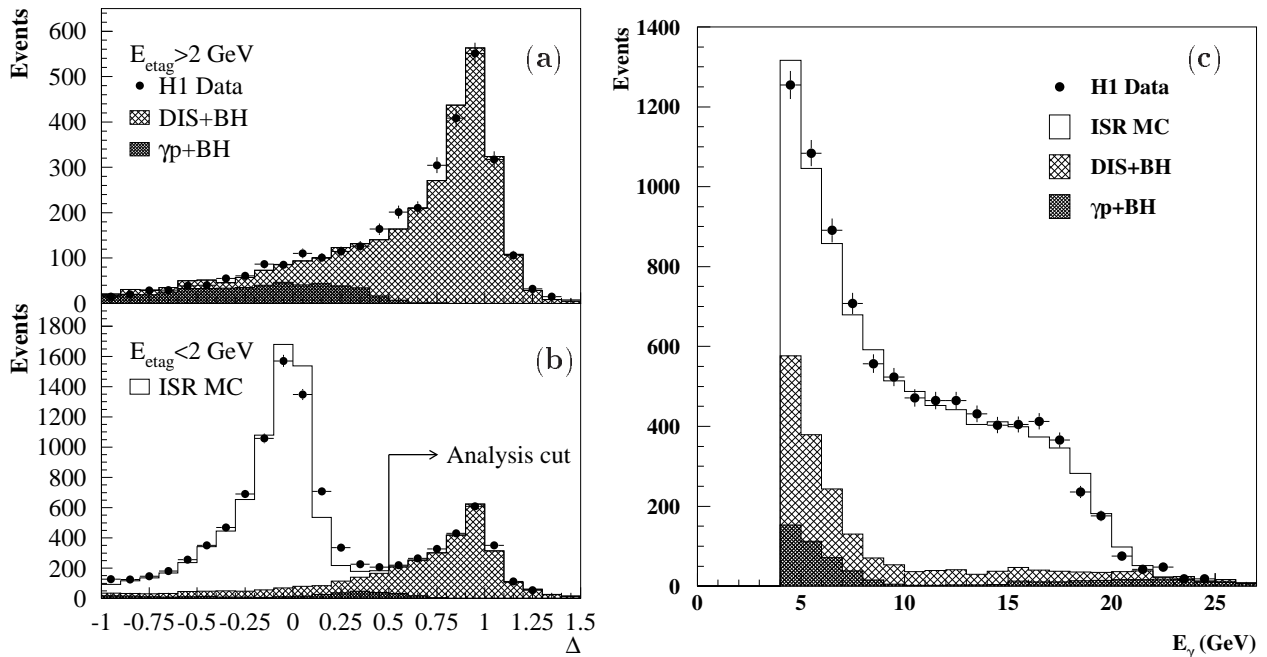 Events
600
500
400
300
200
100
0
E_etag>2 GeV
H1 Data
DIS+BH
γp+BH
(a)
Events
1800
1600
1400
1200
1000
800
600
400
200
0
E_etag<2 GeV
ISR MC
(b)
Analysis cut
-1 -0.75 -0.5 -0.25 0 0.25 0.5 0.75 1 1.25 1.5
Δ
Events
1400
1200
1000
800
600
400
200
0
(c)
H1 Data
ISR MC
DIS+BH
γp+BH
0 5 10 15 20 25
E_γ (GeV)